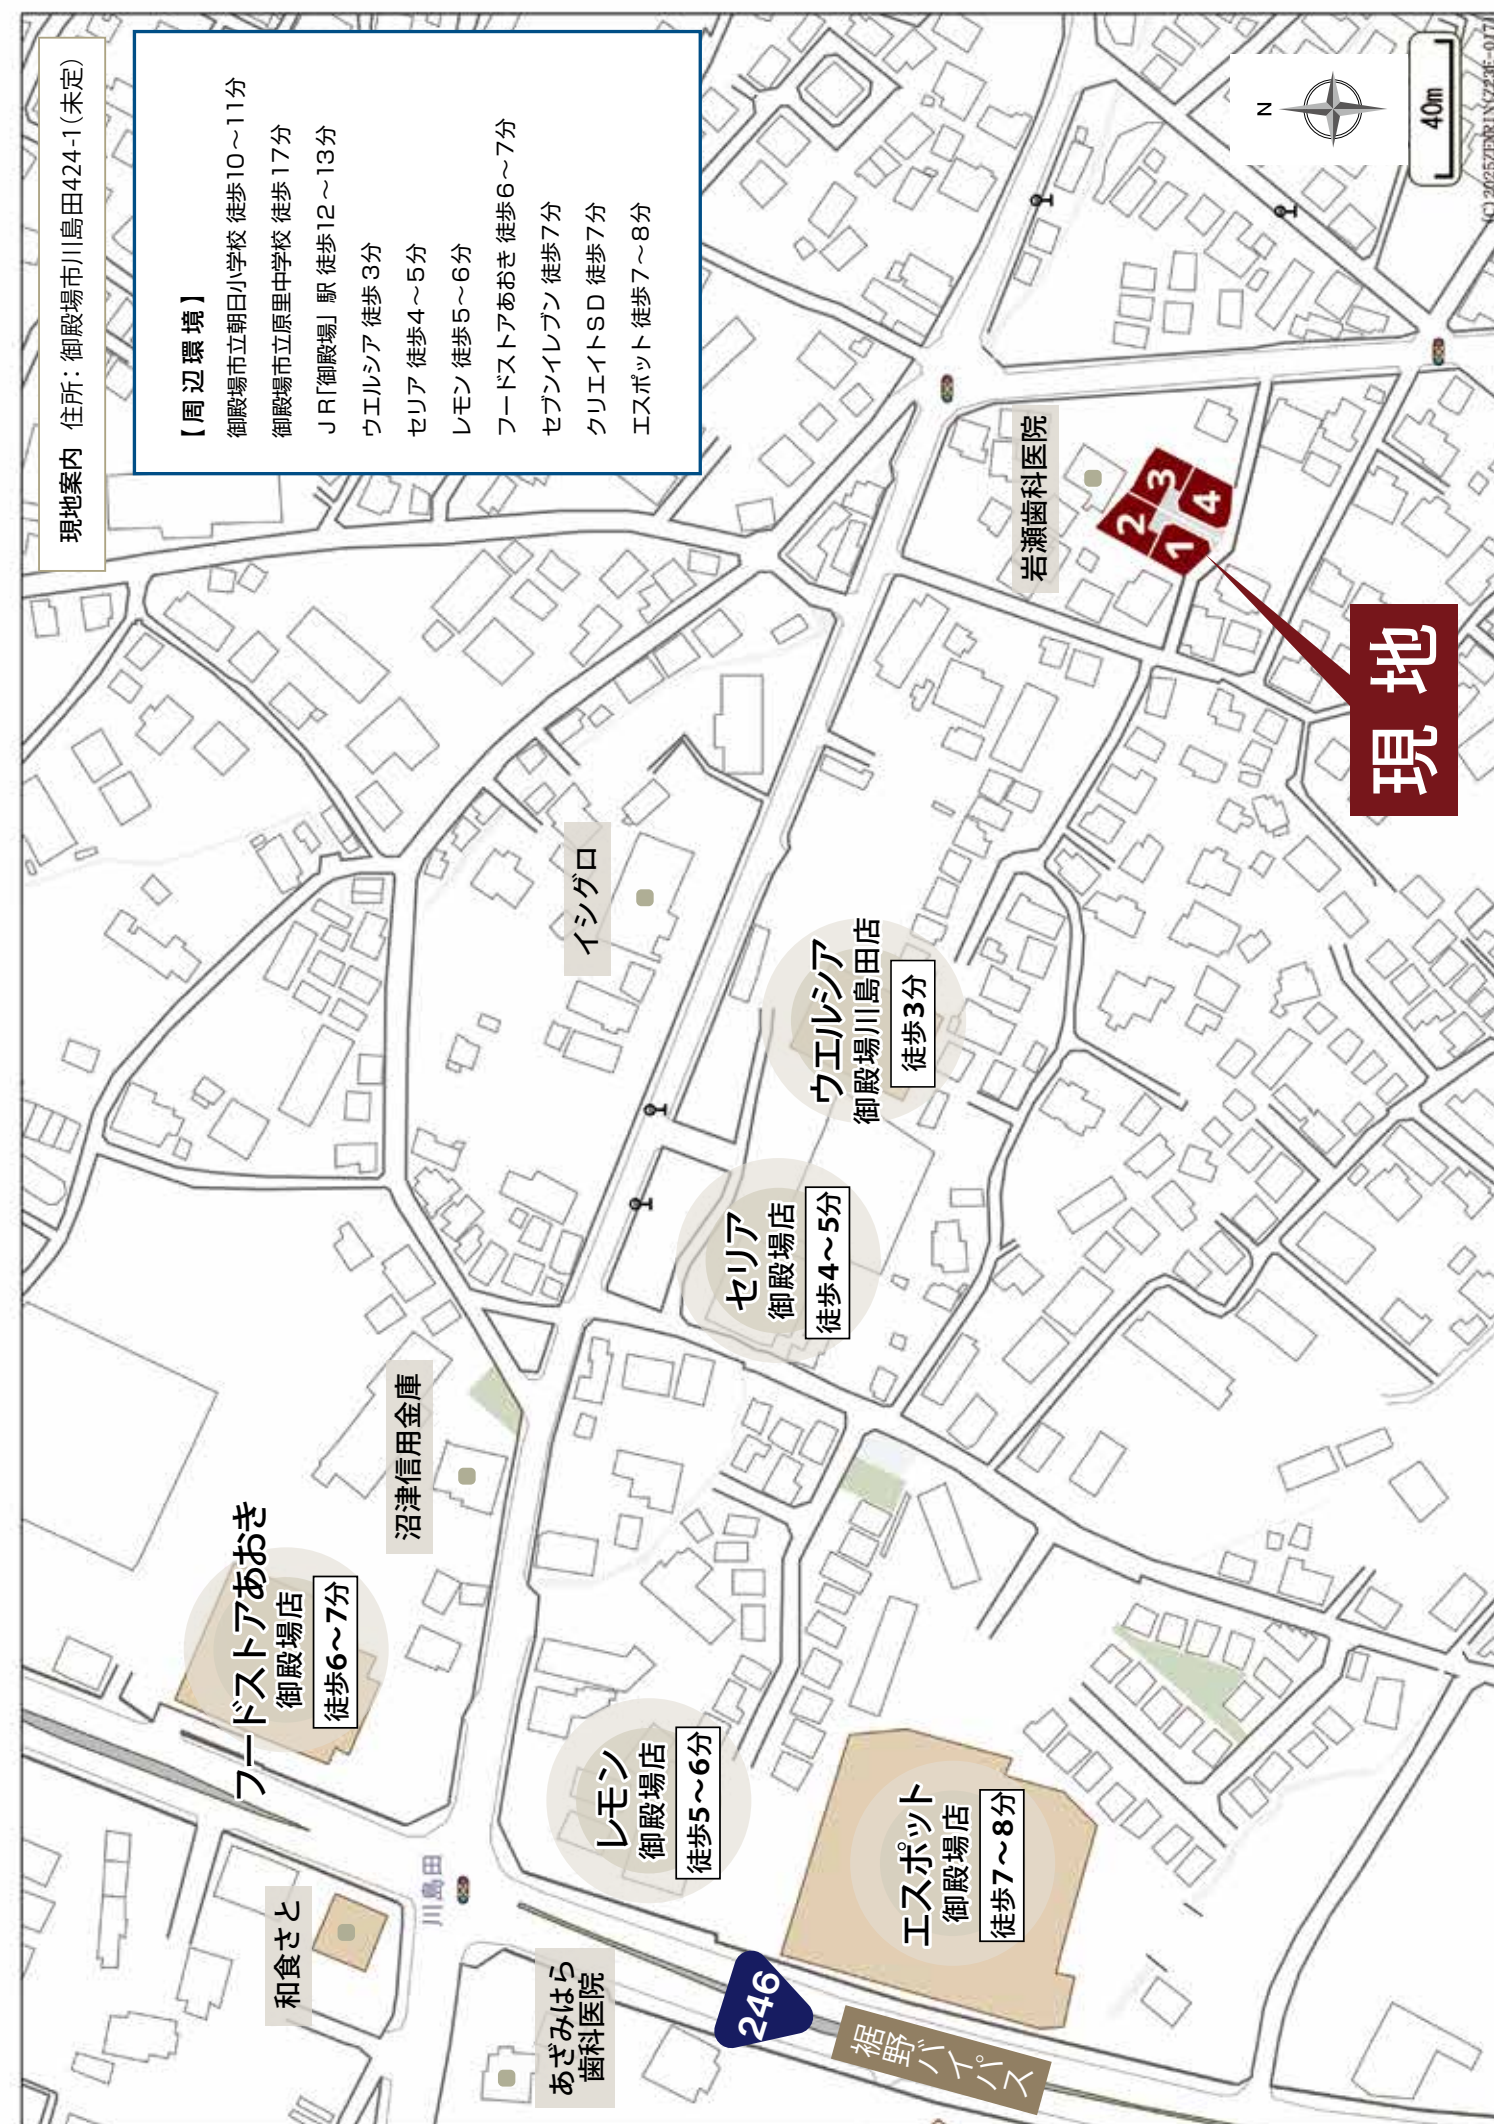 現地案内　住所：御殿場市川島田424-1(未定)
【周辺環境】
御殿場市立朝日小学校 徒歩10～11分
御殿場市立原里中学校 徒歩17分
ＪＲ「御殿場」駅 徒歩12～13分
ウエルシア 徒歩3分
セリア 徒歩4～5分
レモン 徒歩5～6分
フードストアあおき 徒歩6～7分
セブンイレブン 徒歩7分
クリエイトＳＤ 徒歩7分
エスポット 徒歩7～8分
N
40m
和食さと
フードストアあおき
御殿場店
徒歩6～7分
沼津信用金庫
川島田
あざみはら
歯科医院
イシグロ
レモン
御殿場店
徒歩5～6分
セリア
御殿場店
徒歩4～5分
ウエルシア
御殿場川島田店
徒歩3分
246
裾野バイパス
エスポット
御殿場店
徒歩7～8分
岩瀬歯科医院
2
3
1
4
現地